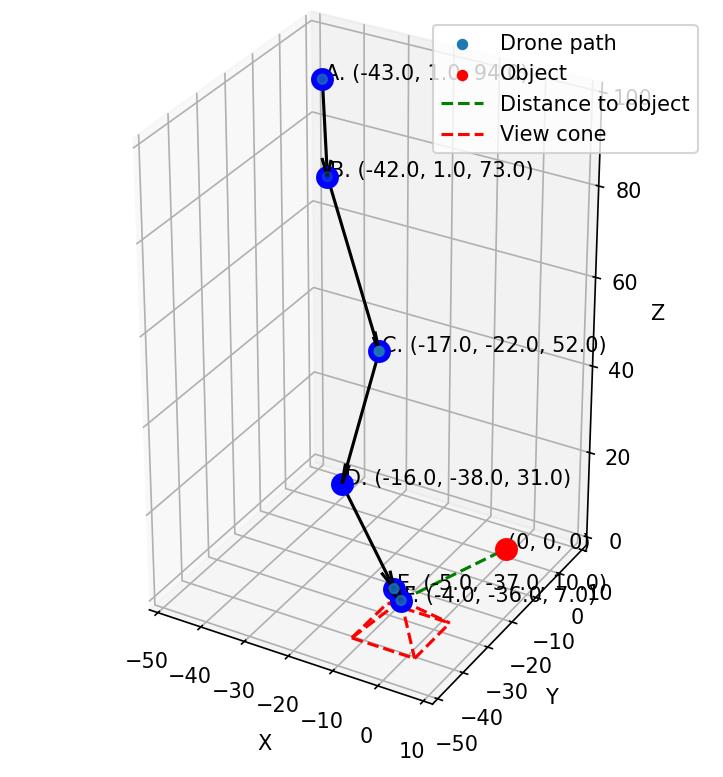 Drone path
Object
Distance to object
View cone
A. (-43.0, 1.0, 94.0)
B. (-42.0, 1.0, 73.0)
C. (-17.0, -22.0, 52.0)
D. (-16.0, -38.0, 31.0)
(0, 0, 0)
E. (-5.0, -37.0, 10.0)
F. (-4.0, -36.0, 7.0)
100
80
60
40
20
0
Z
10
0
−10
−20
−30
−40
−50
Y
−50
−40
−30
−20
−10
0
10
X